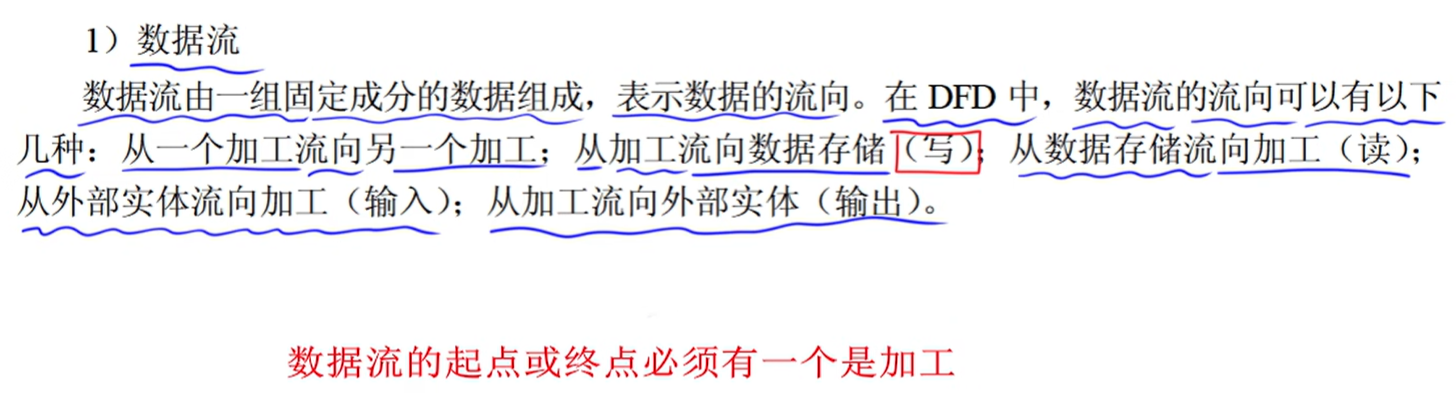 1）数据流
数据流由一组固定成分的数据组成，表示数据的流向。在 DFD 中，数据流的流向可以有以下
几种：从一个加工流向另一个加工；从加工流向数据存储（写）；从数据存储流向加工（读）；
从外部实体流向加工（输入）；从加工流向外部实体（输出）。
数据流的起点或终点必须有一个是加工